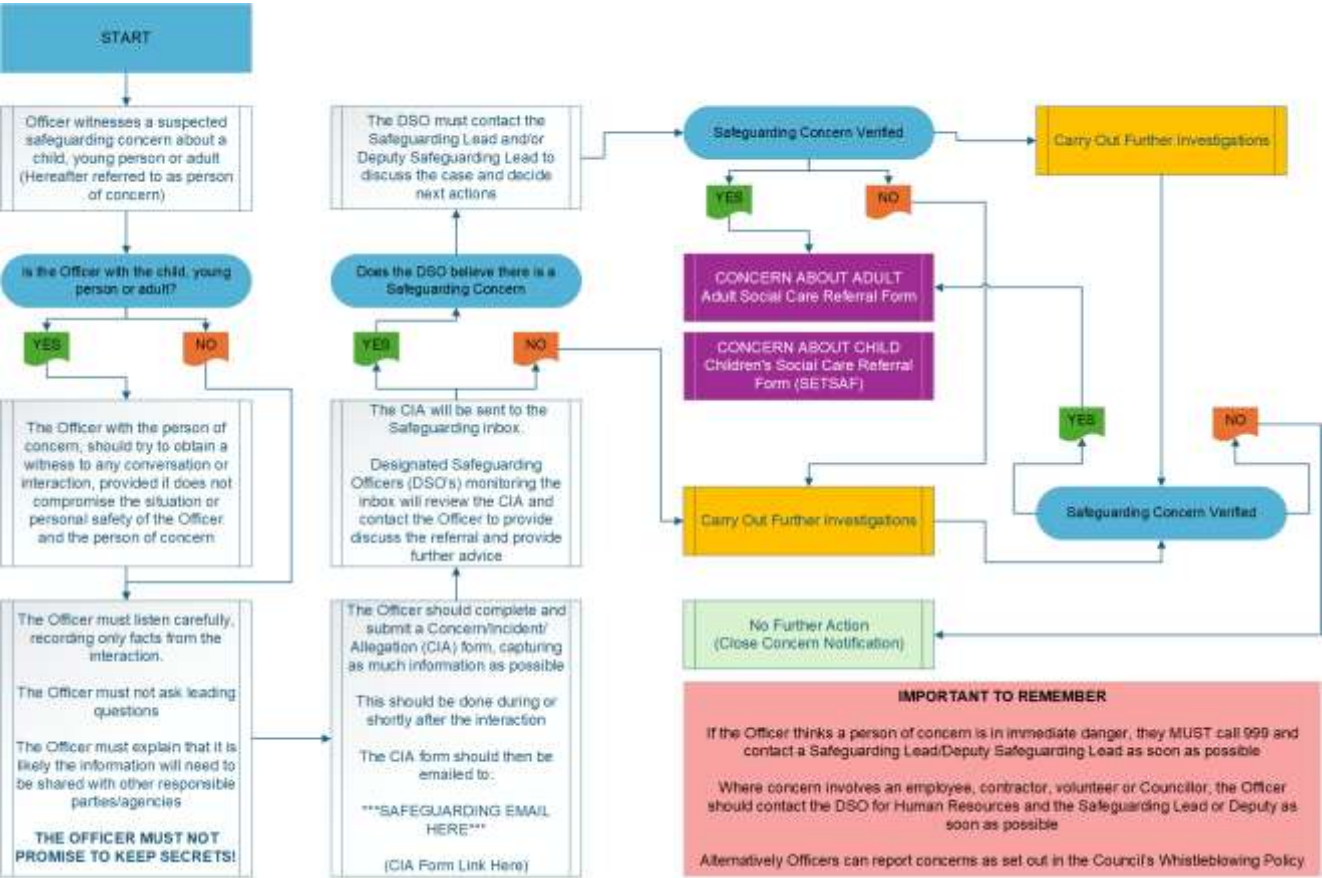 START
Officer witnesses a suspected
safeguarding concern about a
child, young person or adult
(Hereafter referred to as person
of concern)
Is the Officer with the child, young
person or adult?
YES
NO
The Officer with the person of
concern, should try to obtain a
witness to any conversation or
interaction, provided it does not
compromise the situation or
personal safety of the Officer
and the person of concern
The Officer must listen carefully,
recording only facts from the
interaction.
The Officer must not ask leading
questions
The Officer must explain that it is
likely the information will need to
be shared with other responsible
parties/agencies
THE OFFICER MUST NOT
PROMISE TO KEEP SECRETS!
The DSO must contact the
Safeguarding Lead and/or
Deputy Safeguarding Lead to
discuss the case and decide
next actions
Does the DSO believe there is a
Safeguarding Concern
YES
NO
The CIA will be sent to the
Safeguarding inbox.
Designated Safeguarding
Officers (DSO's) monitoring the
inbox will review the CIA and
contact the Officer to provide
discuss the referral and provide
further advice
The Officer should complete and
submit a Concern/Incident/
Allegation (CIA) form, capturing
as much information as possible
This should be done during or
shortly after the interaction
The CIA form should then be
emailed to:
***SAFEGUARDING EMAIL
HERE***
(CIA Form Link Here)
Safeguarding Concern Verified
YES
NO
CONCERN ABOUT ADULT
Adult Social Care Referral Form
CONCERN ABOUT CHILD
Children's Social Care Referral
Form (SETSAF)
Carry Out Further Investigations
No Further Action
(Close Concern Notification)
Carry Out Further Investigations
YES
NO
Safeguarding Concern Verified
IMPORTANT TO REMEMBER
If the Officer thinks a person of concern is in immediate danger, they MUST call 999 and
contact a Safeguarding Lead/Deputy Safeguarding Lead as soon as possible
Where concern involves an employee, contractor, volunteer or Councillor, the Officer
should contact the DSO for Human Resources and the Safeguarding Lead or Deputy as
soon as possible
Alternatively Officers can report concerns as set out in the Council's Whistleblowing Policy